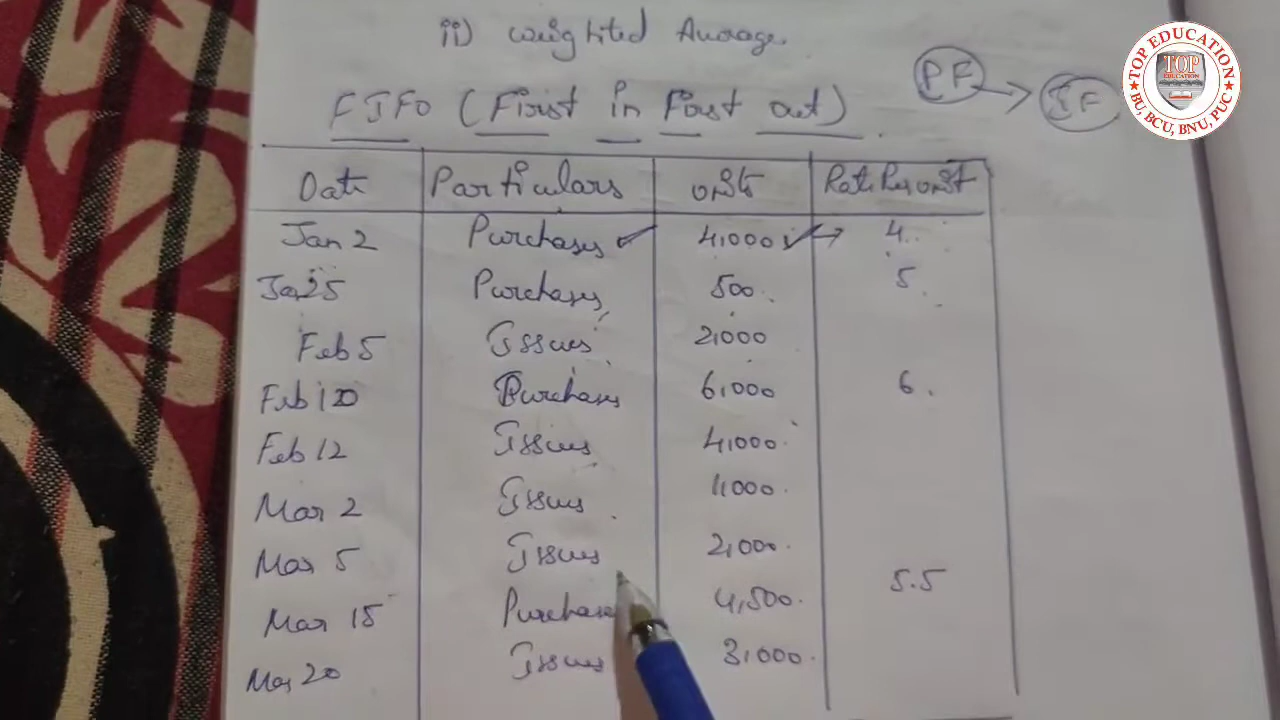 ii) weighted Average.
PF → IF
FIFO (First in First out)
Date Particulars units Rate Per unit
Jan 2 Purchases 4,000 4
Jan 25 Purchases 500 5
Feb 5 Issues 2,000
Feb 10 Purchases 6,000 6
Feb 12 Issues 4,000
Mar 2 Issues 1,000
Mar 5 Issues 2,000
Mar 15 Purchases 4,500 5.5
Mar 20 Issues 3,000
TOP EDUCATION
TOP
EDUCATION
BU, BCU, BNU, PUC